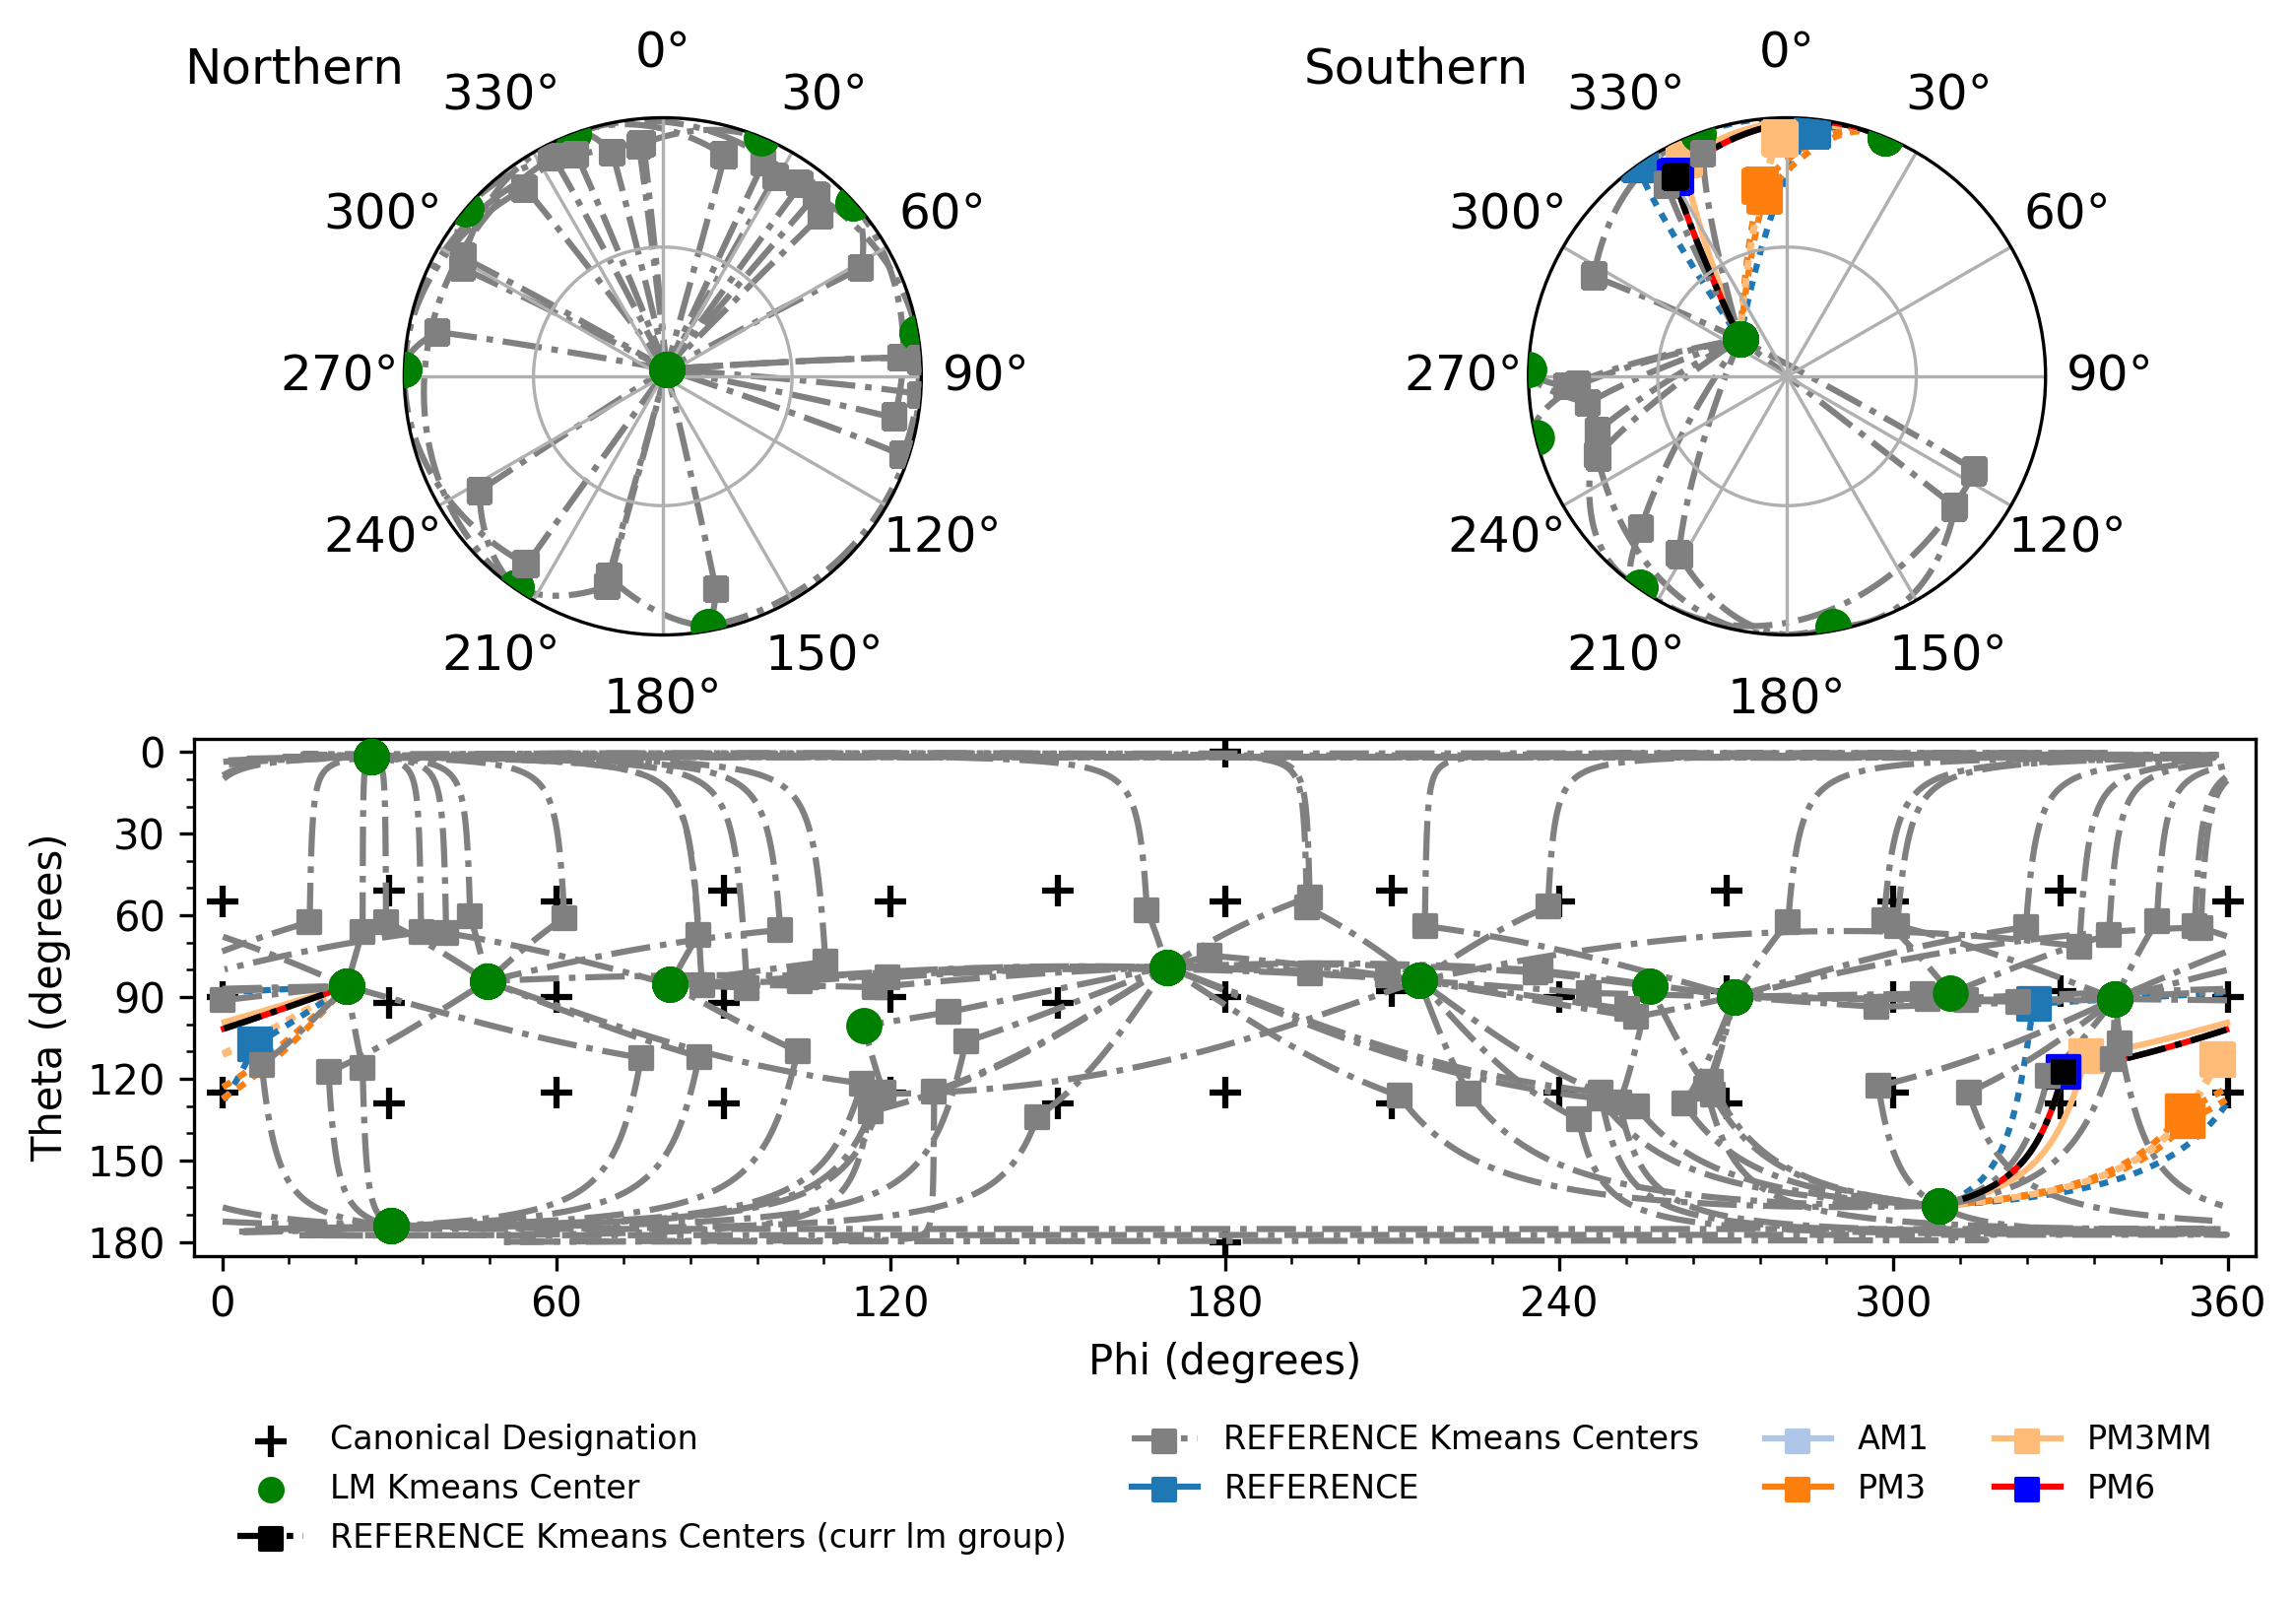 Northern
0°
30°
60°
90°
120°
150°
180°
210°
240°
270°
300°
330°
Southern
0°
30°
60°
90°
120°
150°
180°
210°
240°
270°
300°
330°
Theta (degrees)
0
30
60
90
120
150
180
0 60 120 180 240 300 360
Phi (degrees)
Canonical Designation
LM Kmeans Center
REFERENCE Kmeans Centers (curr lm group)
REFERENCE Kmeans Centers
REFERENCE
AM1
PM3
PM3MM
PM6